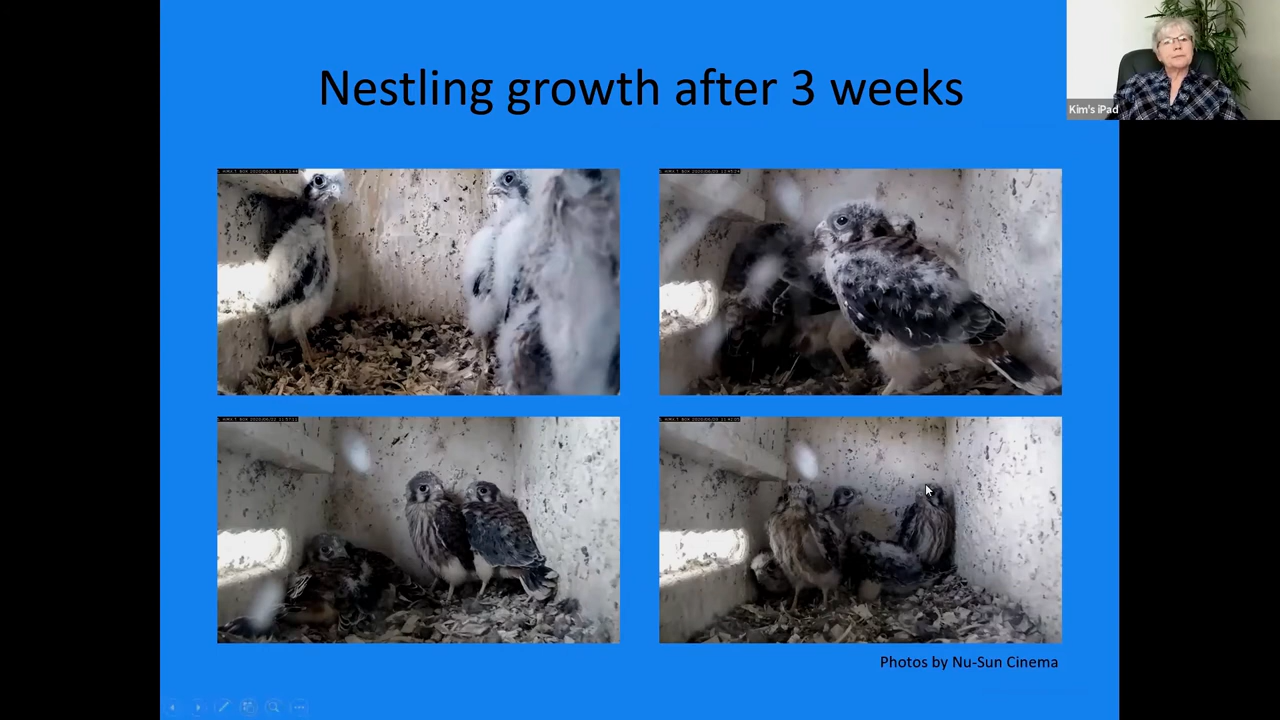 Nestling growth after 3 weeks
Kim's iPad
Photos by Nu-Sun Cinema